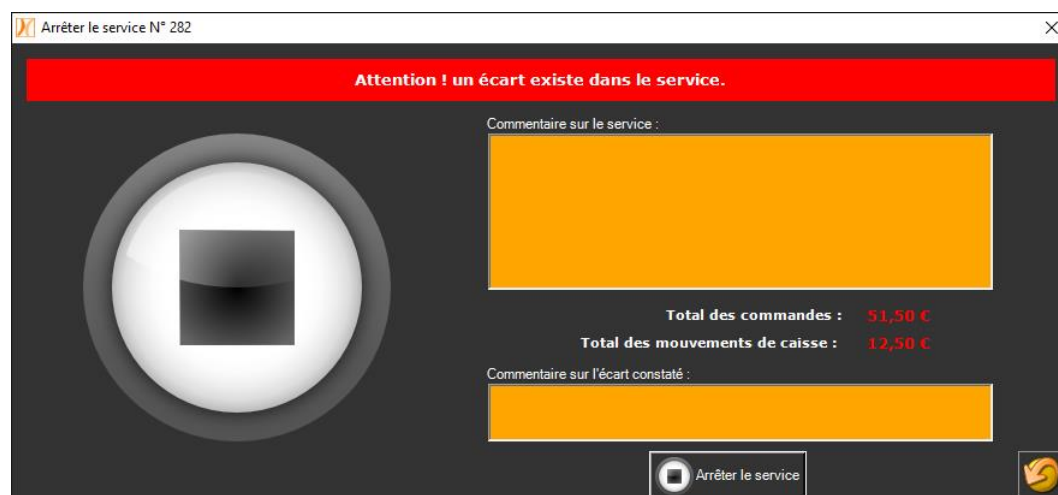 Arrêter le service N° 282
Attention ! un écart existe dans le service.
Commentaire sur le service :
Total des commandes : 51,50 €
Total des mouvements de caisse : 12,50 €
Commentaire sur l'écart constaté :
Arrêter le service